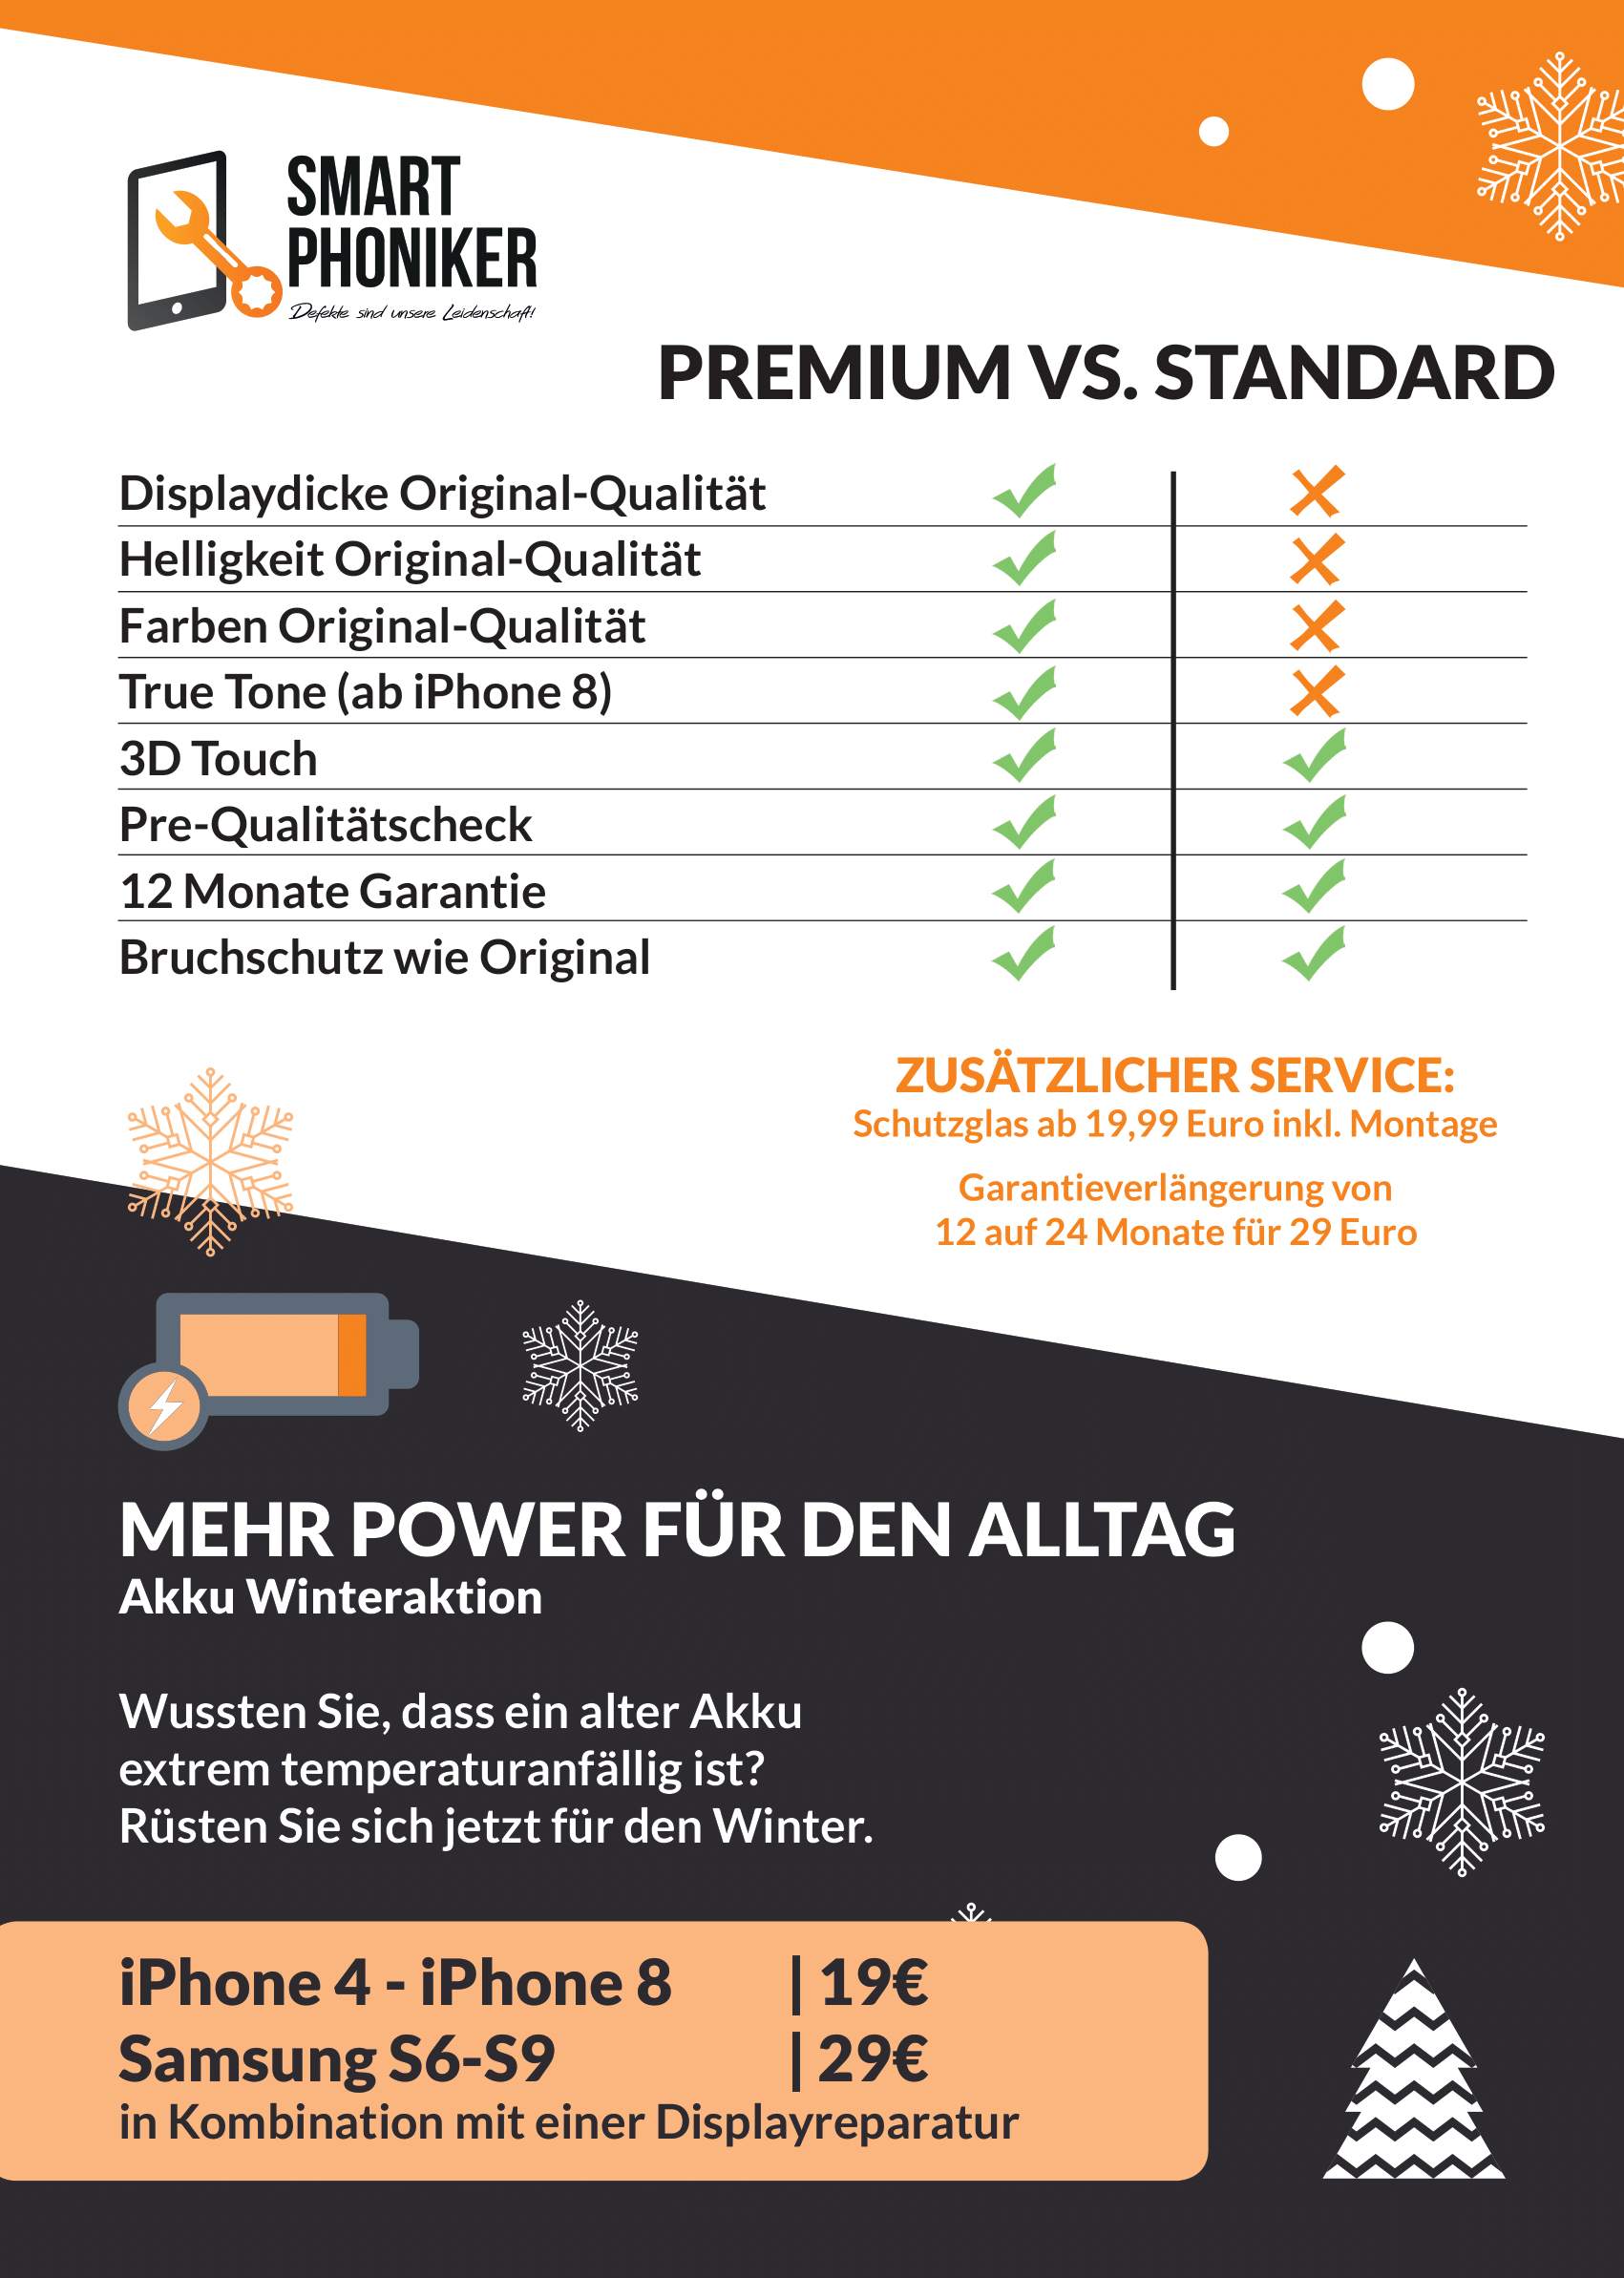 SMART
PHONIKER
Defekte sind unsere Leidenschaft!
PREMIUM VS. STANDARD
Displaydicke Original-Qualität
Helligkeit Original-Qualität
Farben Original-Qualität
True Tone (ab iPhone 8)
3D Touch
Pre-Qualitätscheck
12 Monate Garantie
Bruchschutz wie Original
ZUSÄTZLICHER SERVICE:
Schutzglas ab 19,99 Euro inkl. Montage
Garantieverlängerung von
12 auf 24 Monate für 29 Euro
MEHR POWER FÜR DEN ALLTAG
Akku Winteraktion
Wussten Sie, dass ein alter Akku
extrem temperaturanfällig ist?
Rüsten Sie sich jetzt für den Winter.
iPhone 4 - iPhone 8 | 19€
Samsung S6-S9 | 29€
in Kombination mit einer Displayreparatur